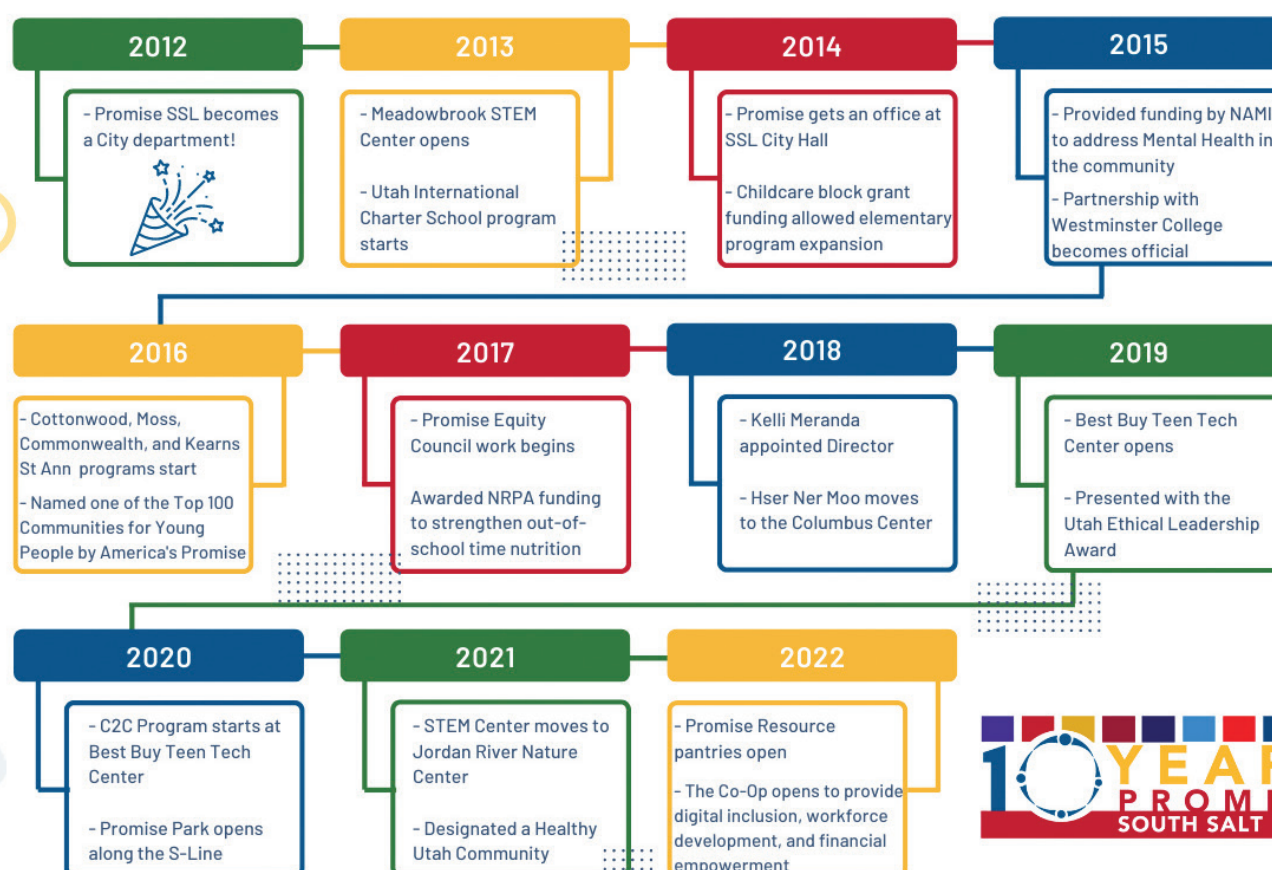 2012
- Promise SSL becomes
a City department!
2013
- Meadowbrook STEM
Center opens
- Utah International
Charter School program
starts
2014
- Promise gets an office at
SSL City Hall
- Childcare block grant
funding allowed elementary
program expansion
2015
- Provided funding by NAMI
to address Mental Health in
the community
- Partnership with
Westminster College
becomes official
2016
- Cottonwood, Moss,
Commonwealth, and Kearns
St Ann programs start
- Named one of the Top 100
Communities for Young
People by America's Promise
2017
- Promise Equity
Council work begins
Awarded NRPA funding
to strengthen out-of-
school time nutrition
2018
- Kelli Meranda
appointed Director
- Hser Ner Moo moves
to the Columbus Center
2019
- Best Buy Teen Tech
Center opens
- Presented with the
Utah Ethical Leadership
Award
2020
- C2C Program starts at
Best Buy Teen Tech
Center
- Promise Park opens
along the S-Line
2021
- STEM Center moves to
Jordan River Nature
Center
- Designated a Healthy
Utah Community
2022
- Promise Resource
pantries open
- The Co-Op opens to provide
digital inclusion, workforce
development, and financial
empowerment
10 YEAR
PROMI
SOUTH SALT